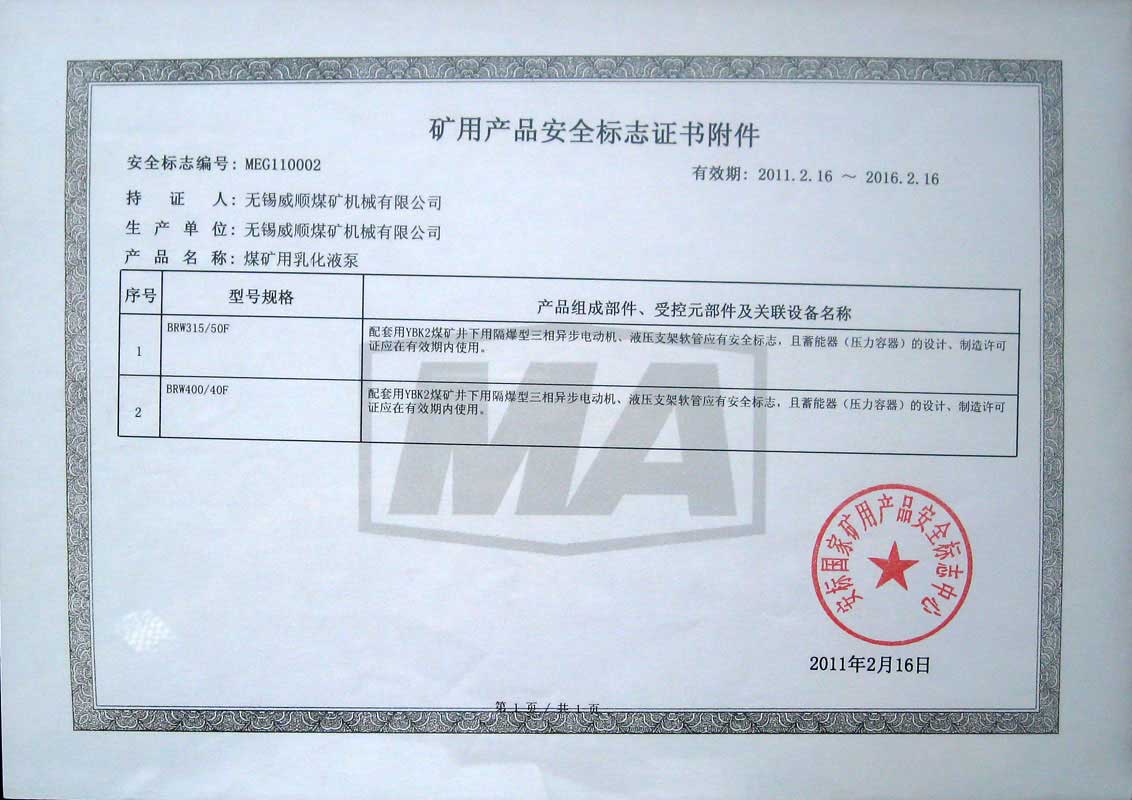 矿用产品安全标志证书附件
安全标志编号：MEG110002
有效期：2011.2.16 ～ 2016.2.16
持 证 人：无锡威顺煤矿机械有限公司
生 产 单 位：无锡威顺煤矿机械有限公司
产 品 名 称：煤矿用乳化液泵
序号 型号规格 产品组成部件、受控元部件及关联设备名称
1 BRW315/50F 配套用YBK2煤矿井下用隔爆型三相异步电动机、液压支架软管应有安全标志，且蓄能器（压力容器）的设计、制造许可
证应在有效期内使用。
2 BRW400/40F 配套用YBK2煤矿井下用隔爆型三相异步电动机、液压支架软管应有安全标志，且蓄能器（压力容器）的设计、制造许可
证应在有效期内使用。
MA
安标国家矿用产品安全标志中心
2011年2月16日
第 1 页 / 共 1 页